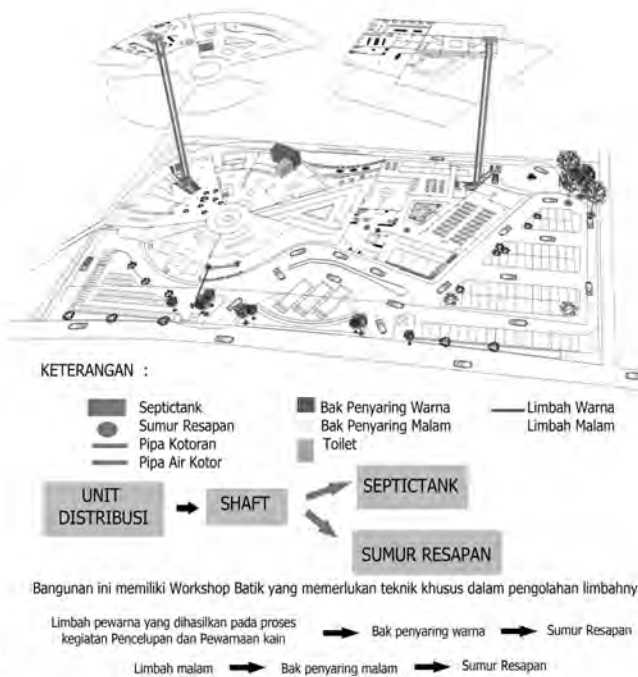 KETERANGAN :
Septictank
Sumur Resapan
Pipa Kotoran
Pipa Air Kotor
Bak Penyaring Warna
Bak Penyaring Malam
Toilet
Limbah Warna
Limbah Malam
UNIT DISTRIBUSI
SHAFT
SEPTICTANK
SUMUR RESAPAN
Bangunan ini memiliki Workshop Batik yang memerlukan teknik khusus dalam pengolahan limbahny
Limbah pewarna yang dihasilkan pada proses
kegiatan Pencelupan dan Pewarnaan kain
Bak penyaring warna
Sumur Resapan
Limbah malam
Bak penyaring malam
Sumur Resapan